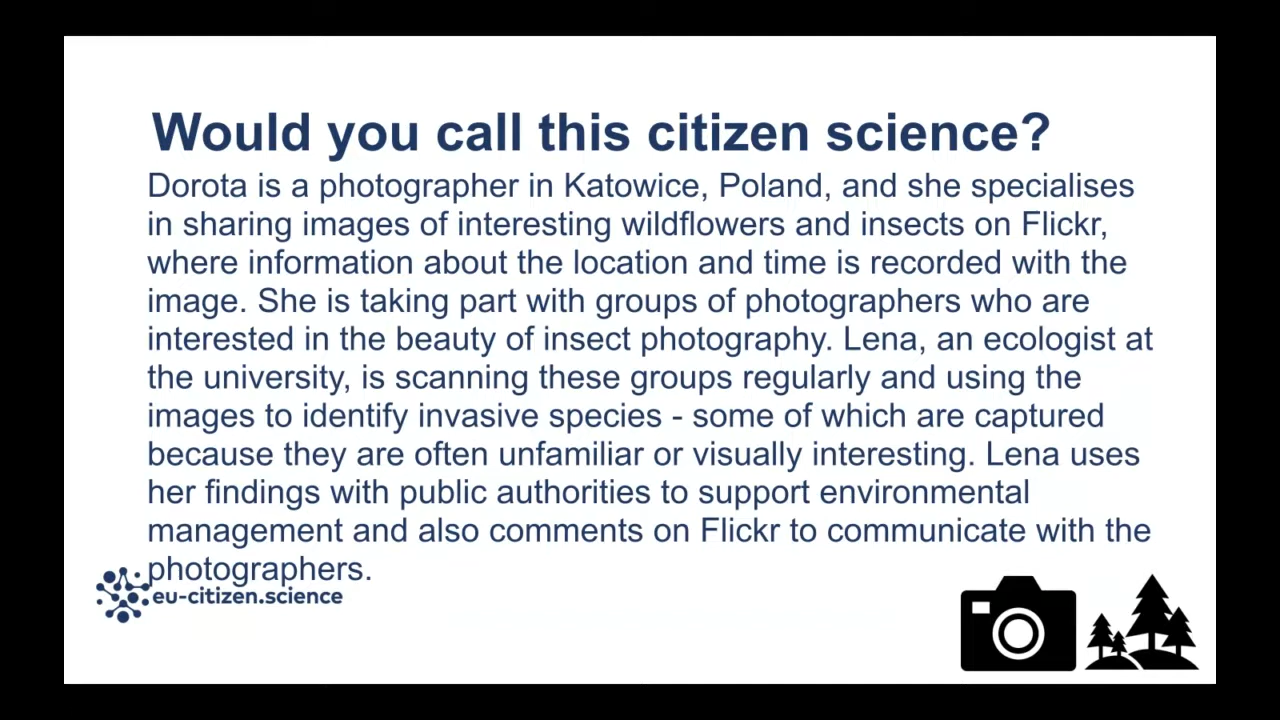 Would you call this citizen science?
Dorota is a photographer in Katowice, Poland, and she specialises
in sharing images of interesting wildflowers and insects on Flickr,
where information about the location and time is recorded with the
image. She is taking part with groups of photographers who are
interested in the beauty of insect photography. Lena, an ecologist at
the university, is scanning these groups regularly and using the
images to identify invasive species - some of which are captured
because they are often unfamiliar or visually interesting. Lena uses
her findings with public authorities to support environmental
management and also comments on Flickr to communicate with the
photographers.
eu-citizen.science